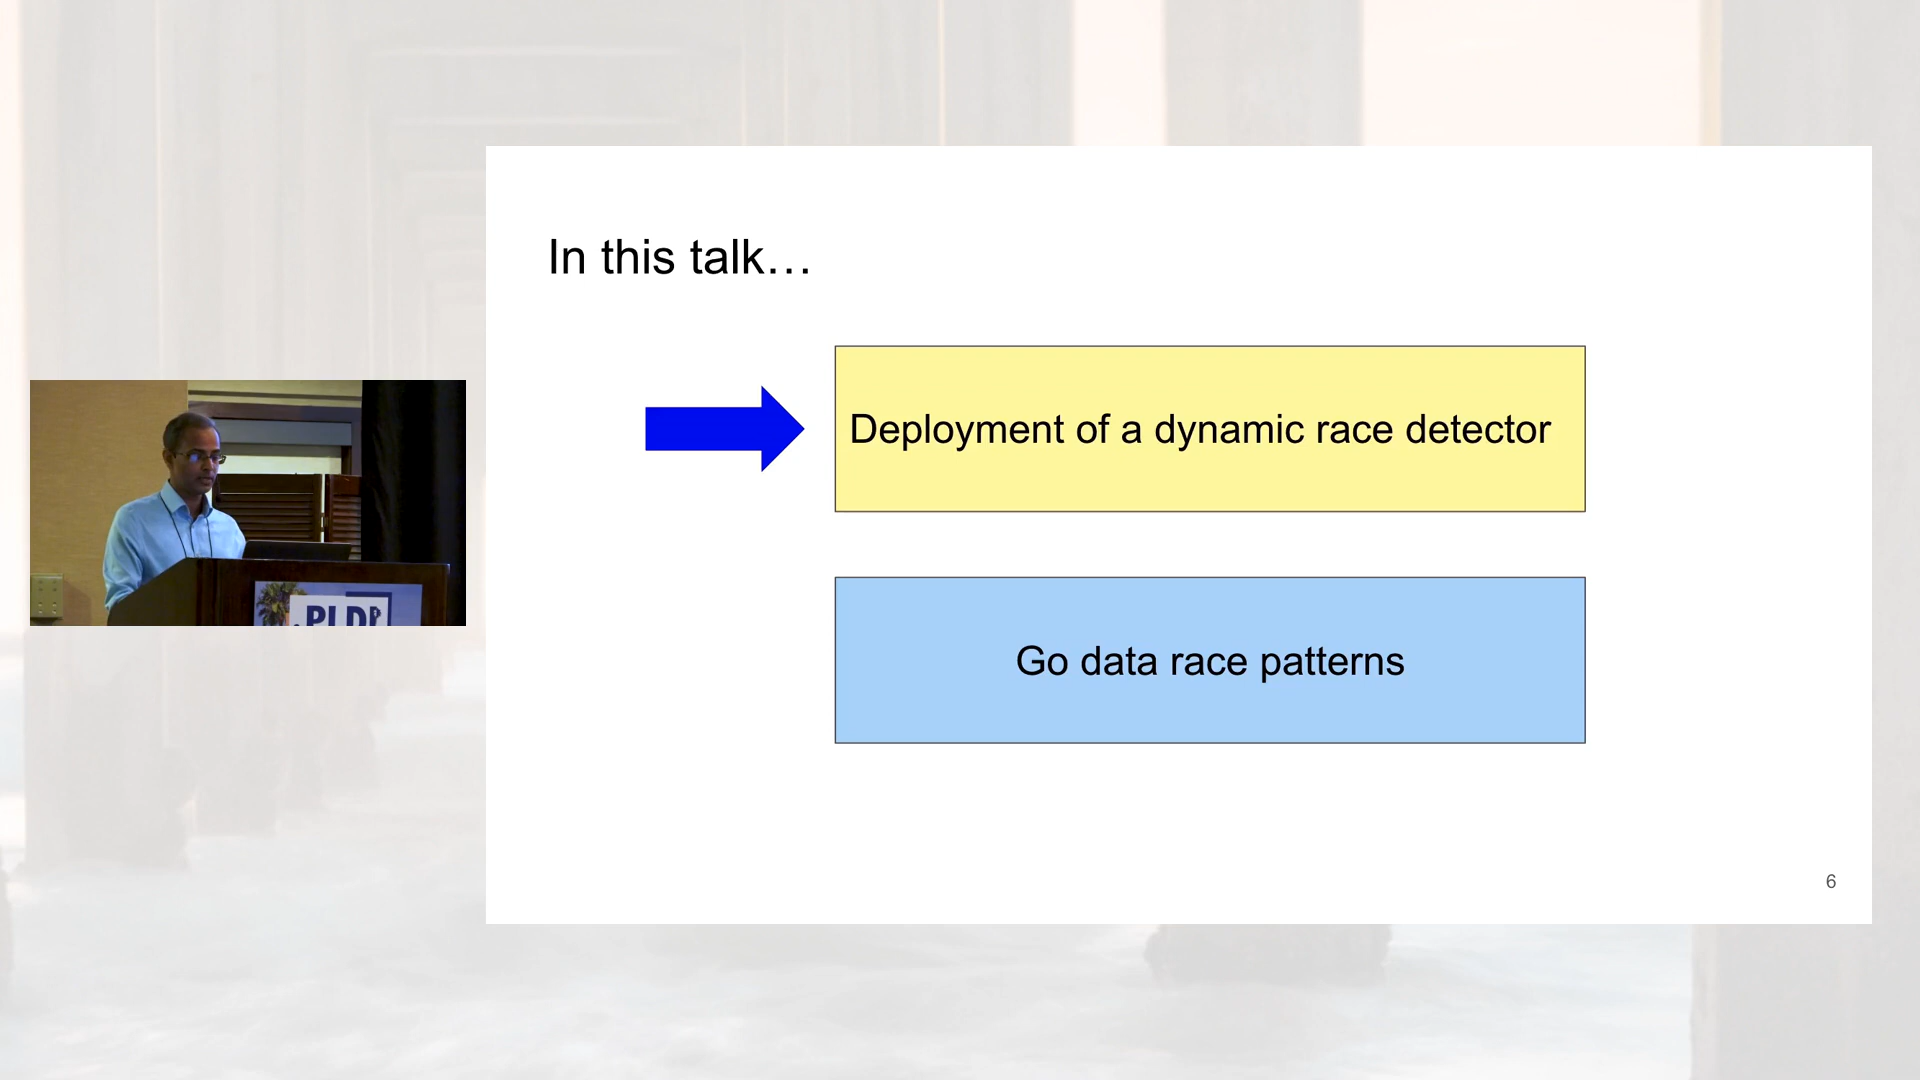 In this talk…
Deployment of a dynamic race detector
Go data race patterns
6
PLDI